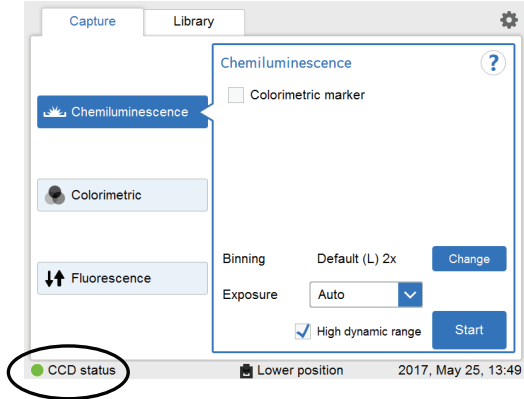 Capture
Library
Chemiluminescence
?
Colorimetric marker
Chemiluminescence
Colorimetric
Fluorescence
Binning Default (L) 2x Change
Exposure Auto
High dynamic range Start
CCD status Lower position 2017, May 25, 13:49